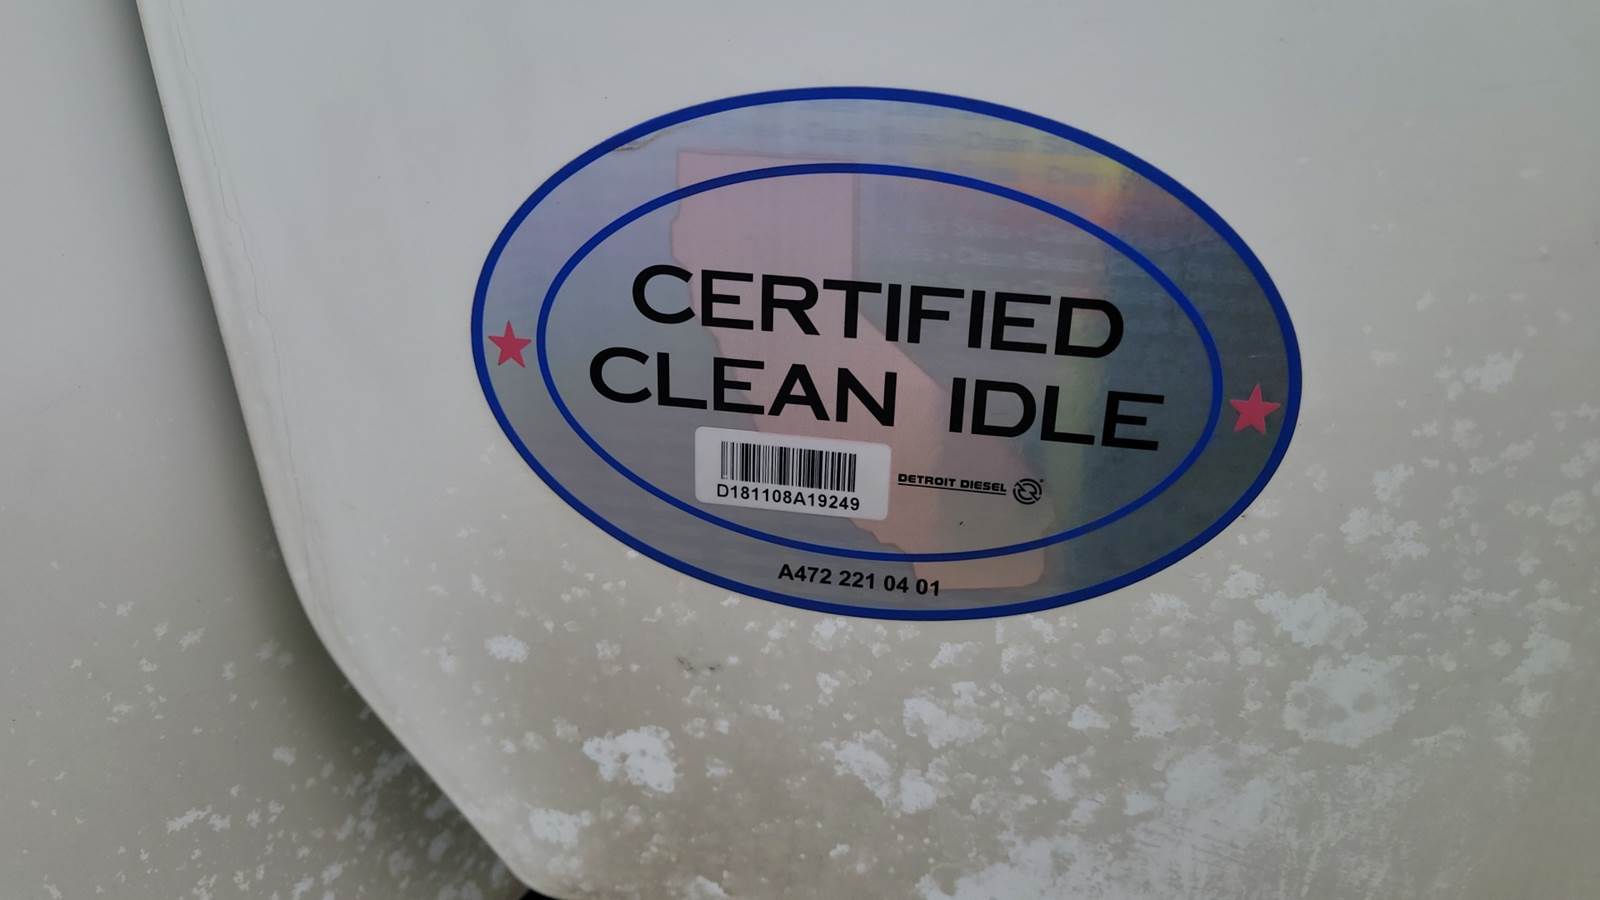 CERTIFIED
CLEAN IDLE
D181108A19249
DETROIT DIESEL
A472 221 04 01